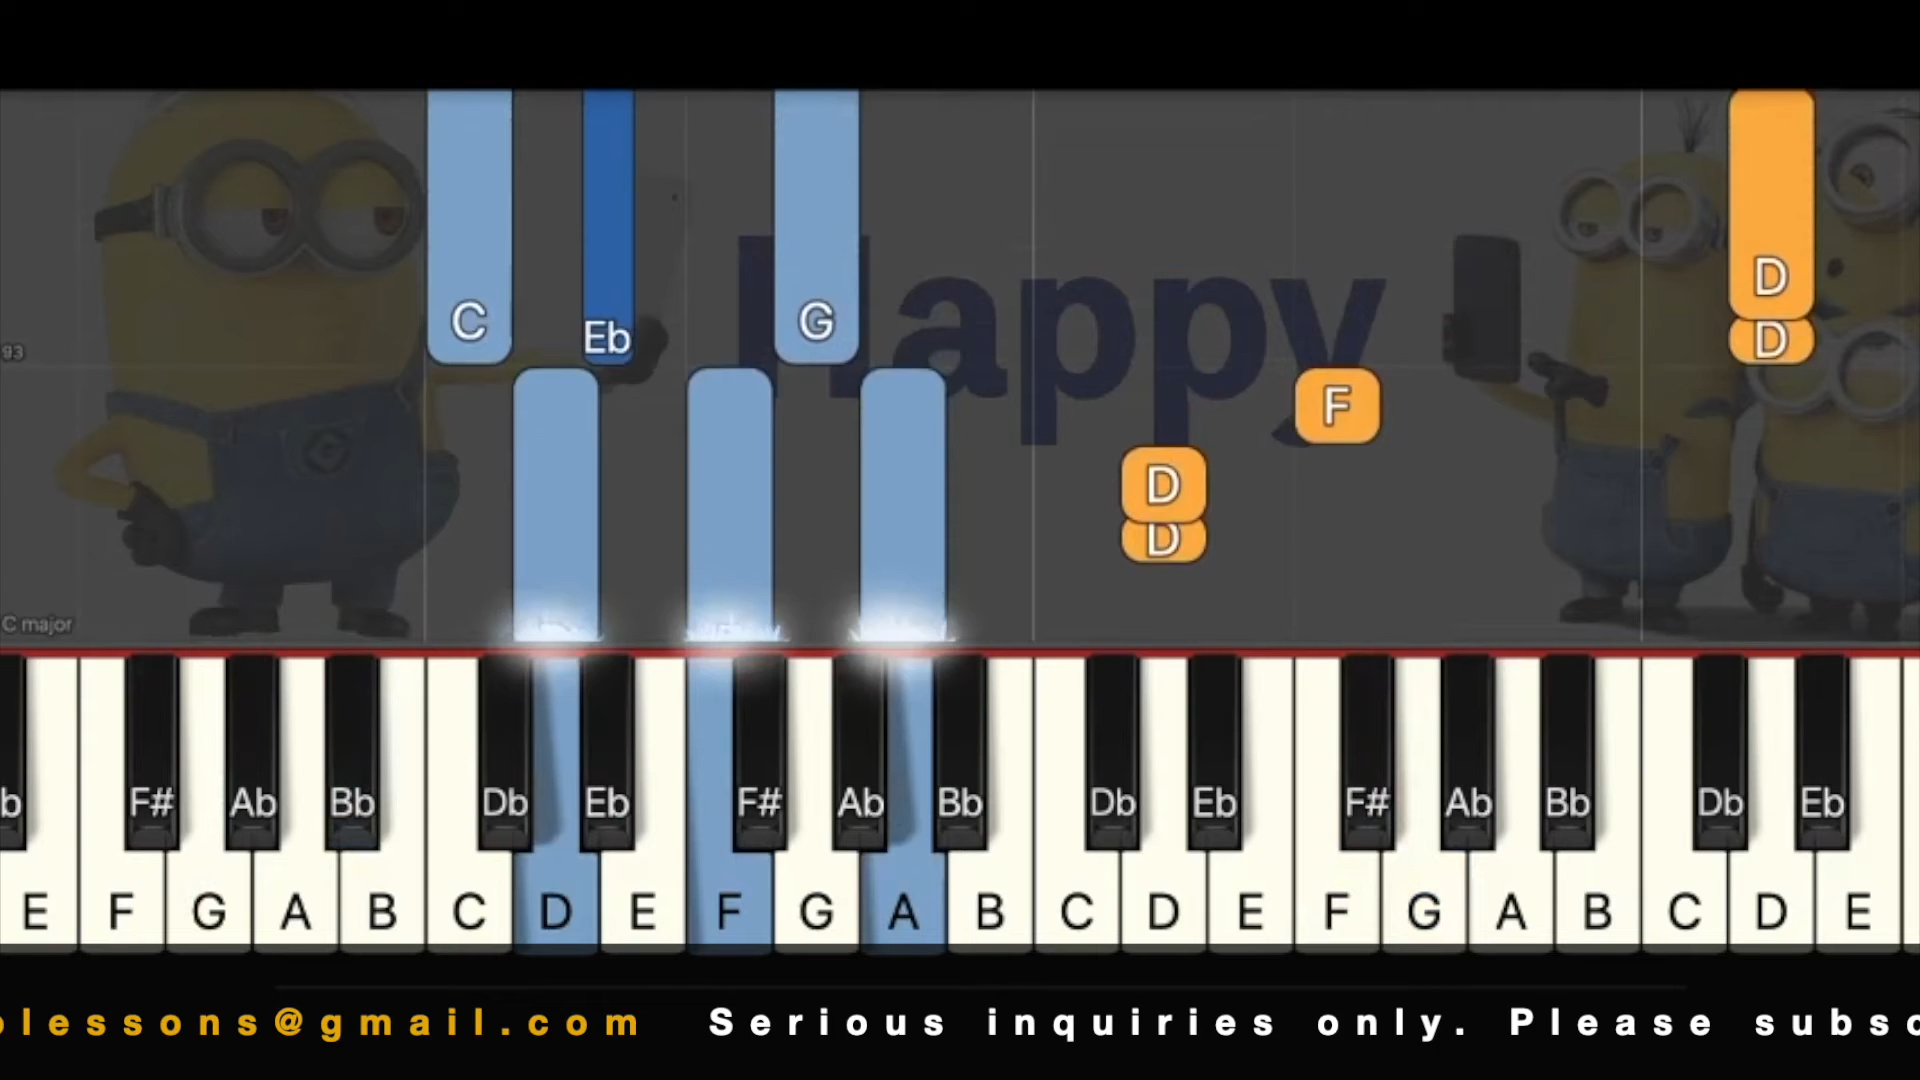 C Eb G D
Happy
93 D
F
D
D
C major
b F# Ab Bb Db Eb F# Ab Bb Db Eb F# Ab Bb Db Eb
E F G A B C D E F G A B C D E F G A B C D E
lessons@gmail.com Serious inquiries only. Please subsc